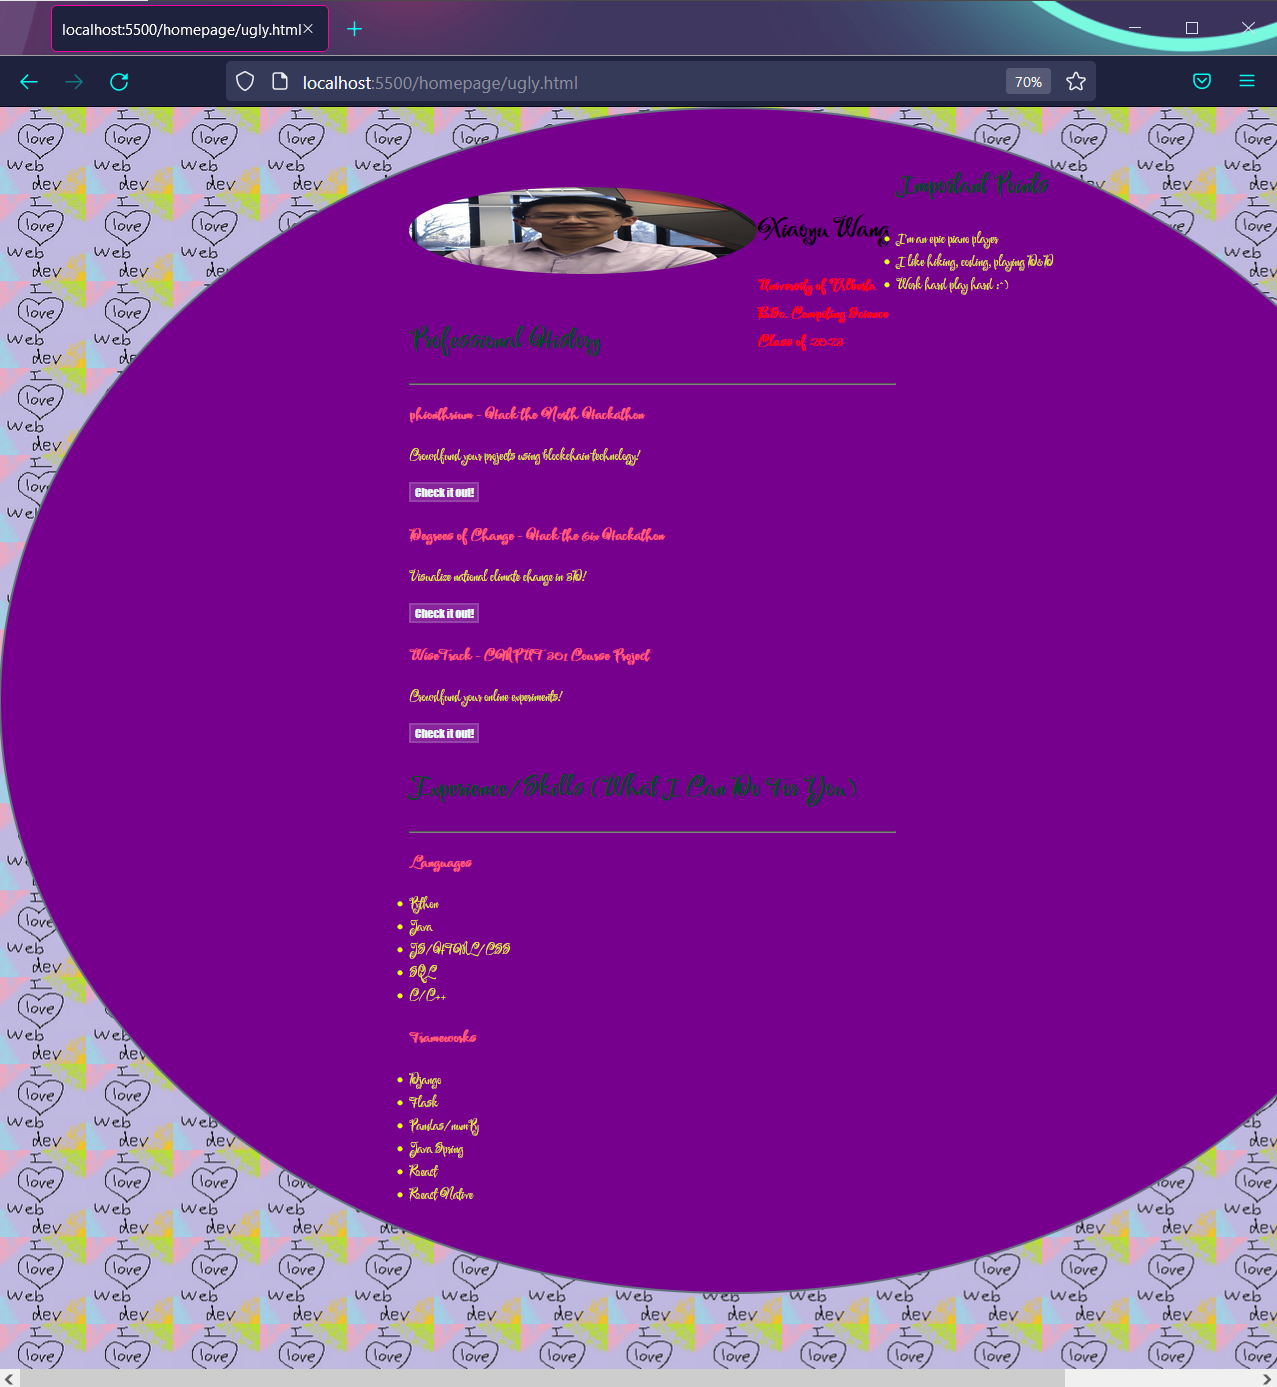 localhost:5500/homepage/ugly.html
localhost:5500/homepage/ugly.html
70%
I love web dev
Important Points
Xiaoyu Wang
I'm an epic piano player
I like hiking, coding, playing D&D
Work hard play hard :^)
University of Alberta
BSc. Computing Science
Class of 2023
Professional History
phionthrium - Hack the North Hackathon
Crowdfund your projects using blockchain technology!
Check it out!
Degrees of Change - Hack the 6ix Hackathon
Visualize national climate change in 3D!
Check it out!
WiseTrack - CMPUT 301 Course Project
Crowdfund your online experiments!
Check it out!
Experience/Skills (What I Can Do For You)
Languages
Python
Java
JS/HTML/CSS
SQL
C/C++
Frameworks
Django
Flask
Pandas/numPy
Java Spring
React
React Native